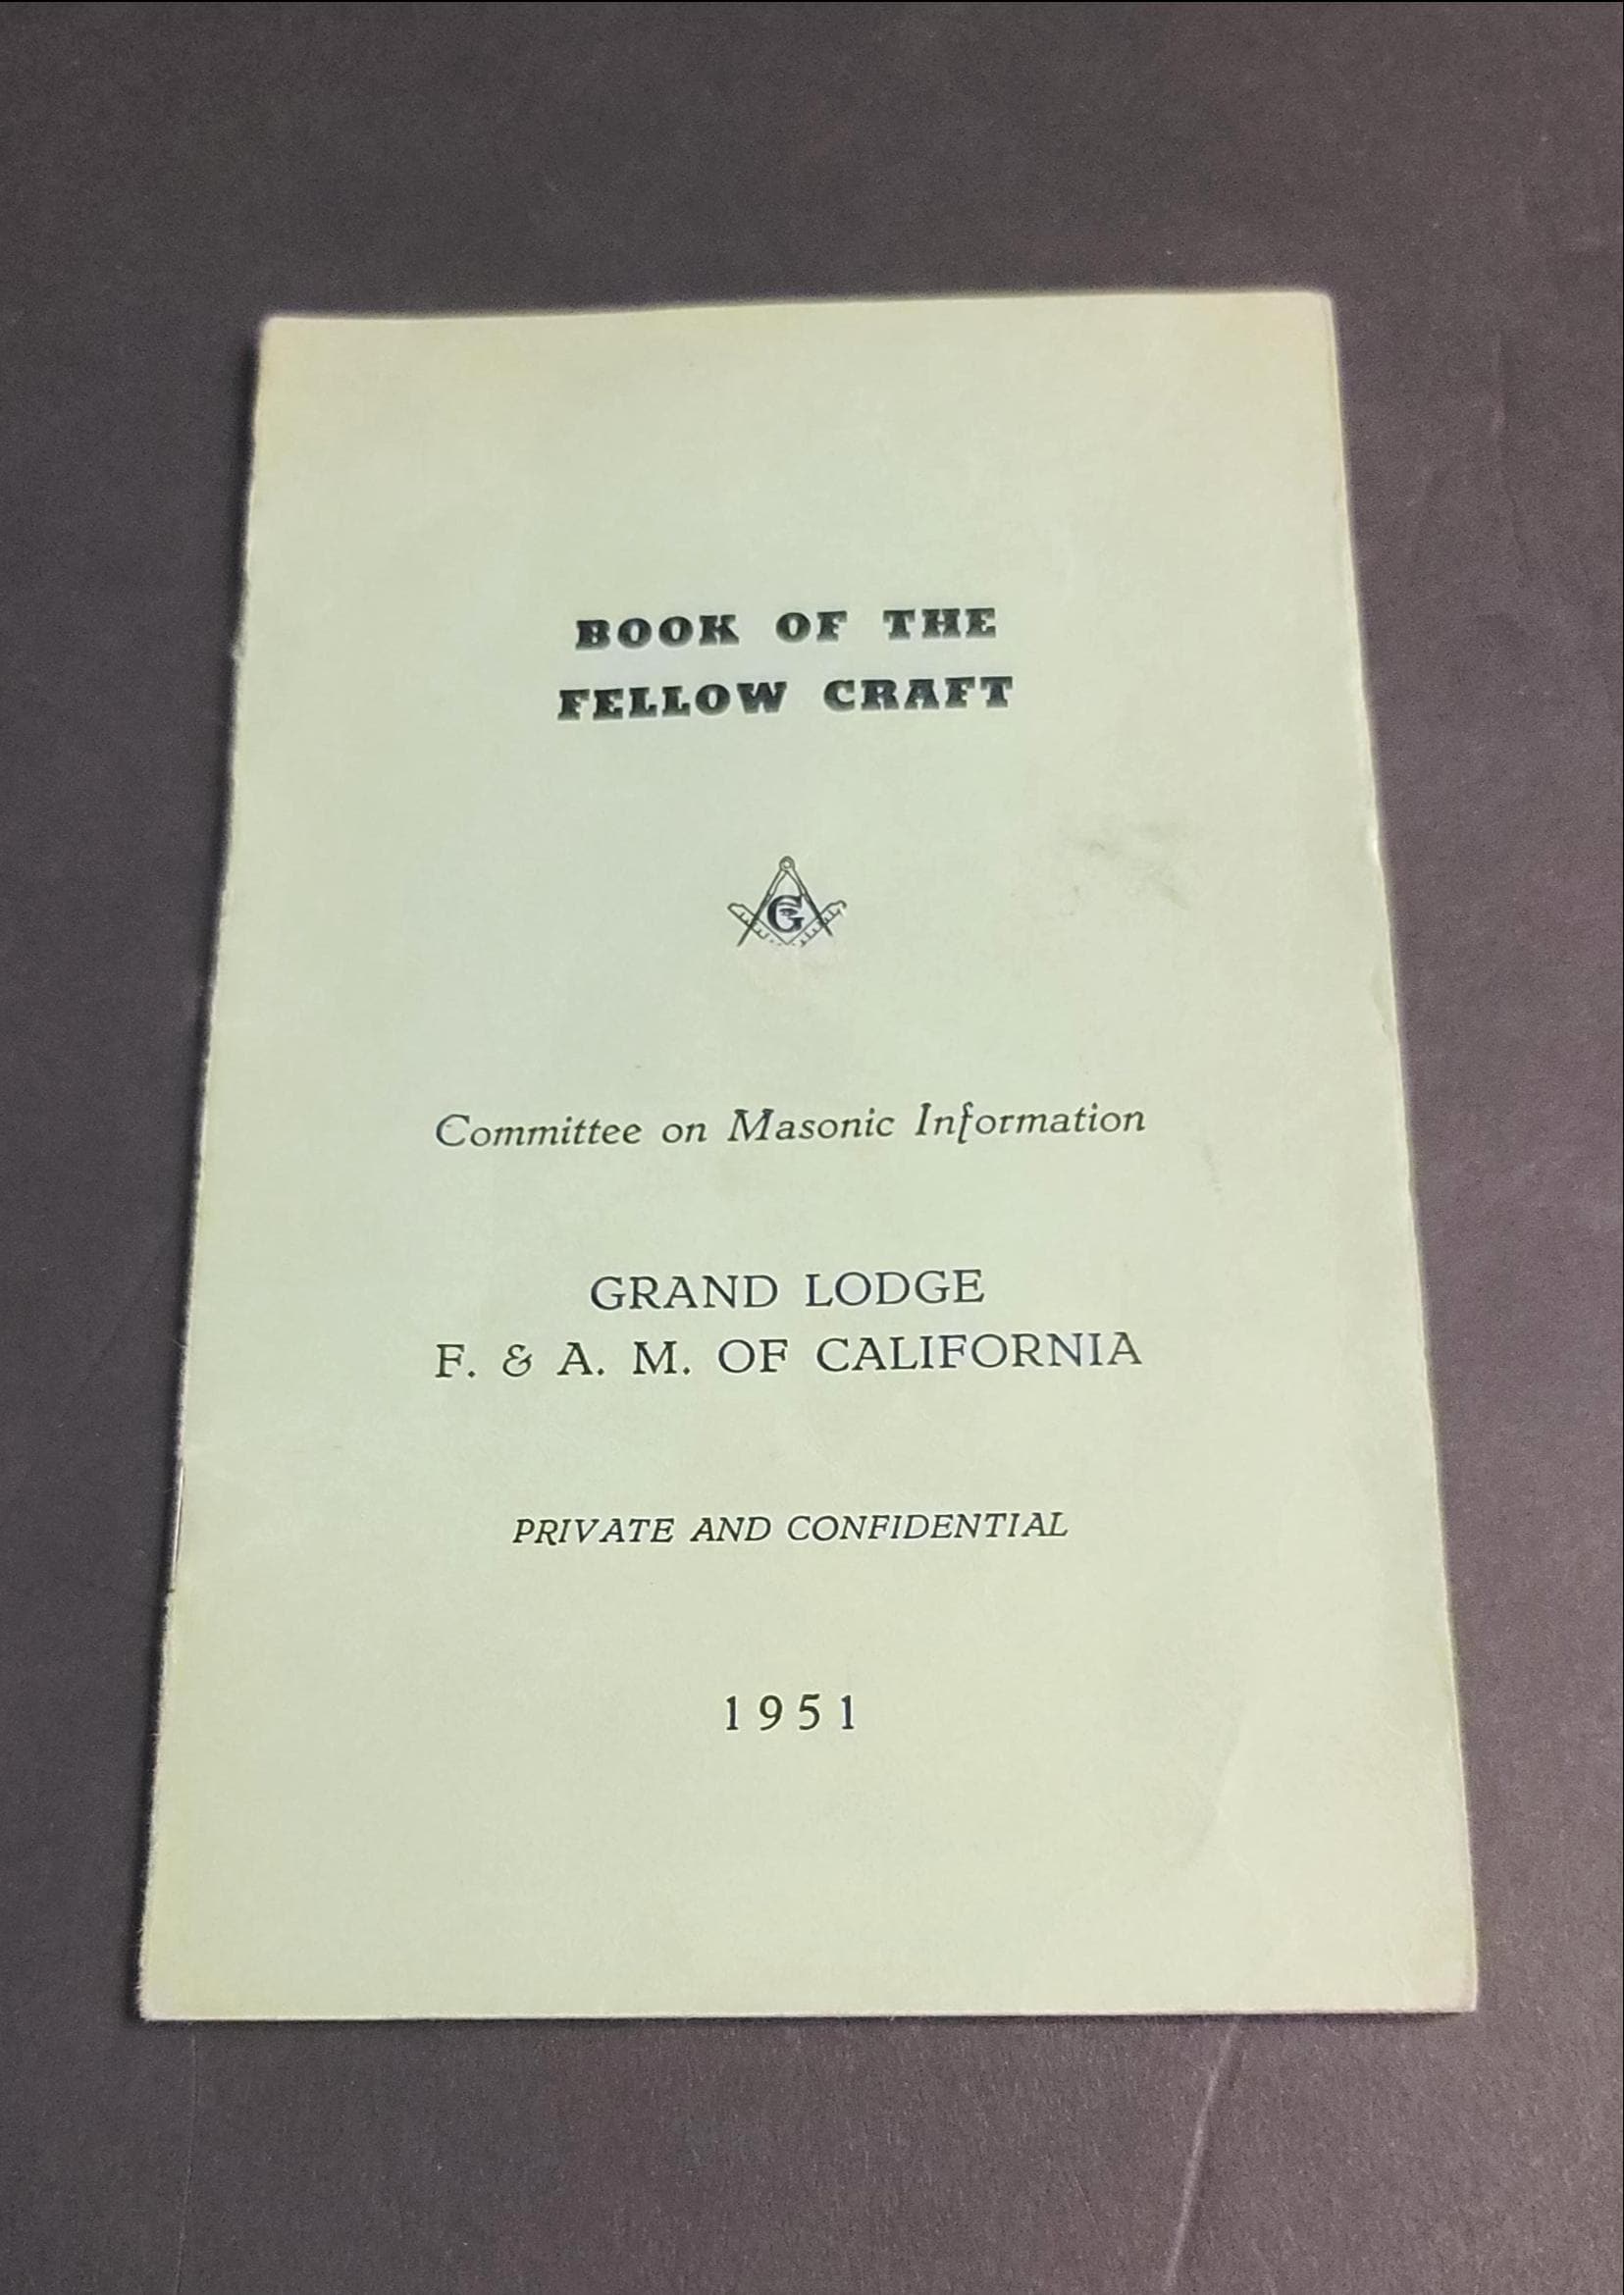 BOOK OF THE
FELLOW CRAFT
G
Committee on Masonic Information
GRAND LODGE
F. & A. M. OF CALIFORNIA
PRIVATE AND CONFIDENTIAL
1951